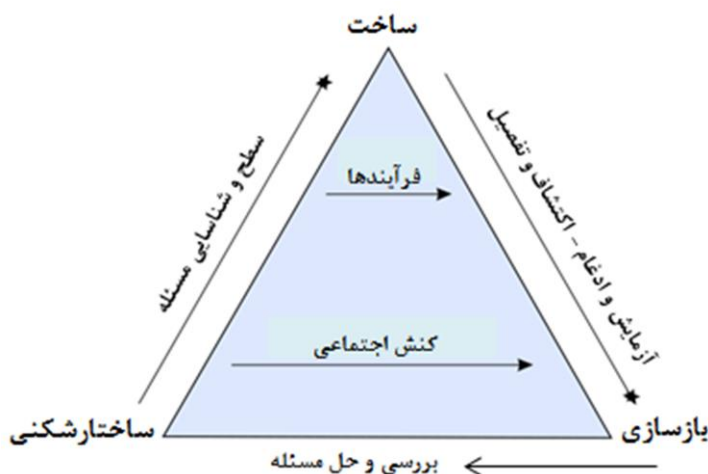 ساخت
سطح و شناسایی مسئله
آزمایش و ادغام – اکتشاف و تفصیل
فرآیندها
کنش اجتماعی
بازسازی
ساختارشکنی
بررسی و حل مسئله